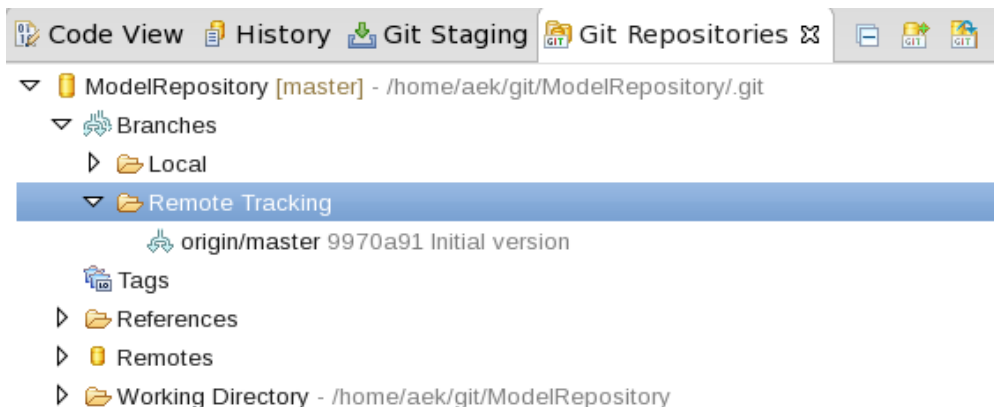 Code View History Git Staging Git Repositories
ModelRepository [master] - /home/aek/git/ModelRepository/.git
Branches
Local
Remote Tracking
origin/master 9970a91 Initial version
Tags
References
Remotes
Working Directory - /home/aek/git/ModelRepository